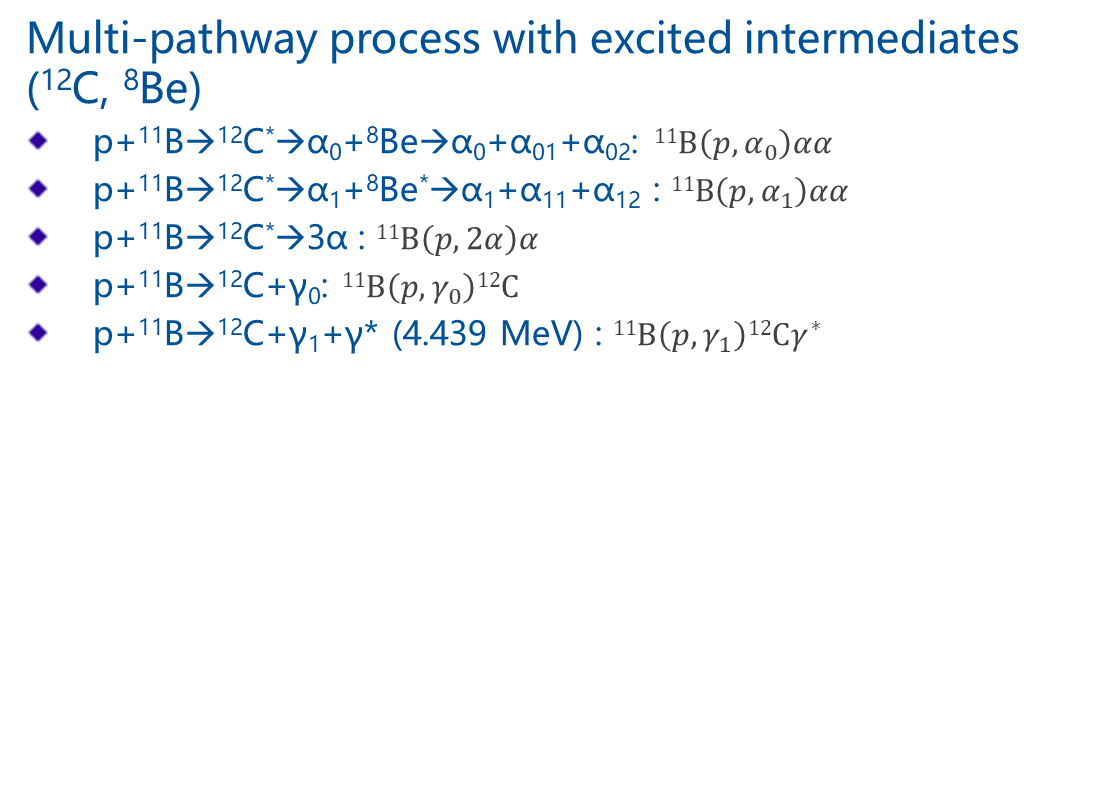 Multi-pathway process with excited intermediates
(¹²C, ⁸Be)
p+¹¹B→¹²C*→α₀+⁸Be→α₀+α₀₁+α₀₂: ¹¹B(p, α₀)αα
p+¹¹B→¹²C*→α₁+⁸Be*→α₁+α₁₁+α₁₂ : ¹¹B(p, α₁)αα
p+¹¹B→¹²C*→3α : ¹¹B(p, 2α)α
p+¹¹B→¹²C+γ₀: ¹¹B(p, γ₀)¹²C
p+¹¹B→¹²C+γ₁+γ* (4.439 MeV) : ¹¹B(p, γ₁)¹²Cγ*